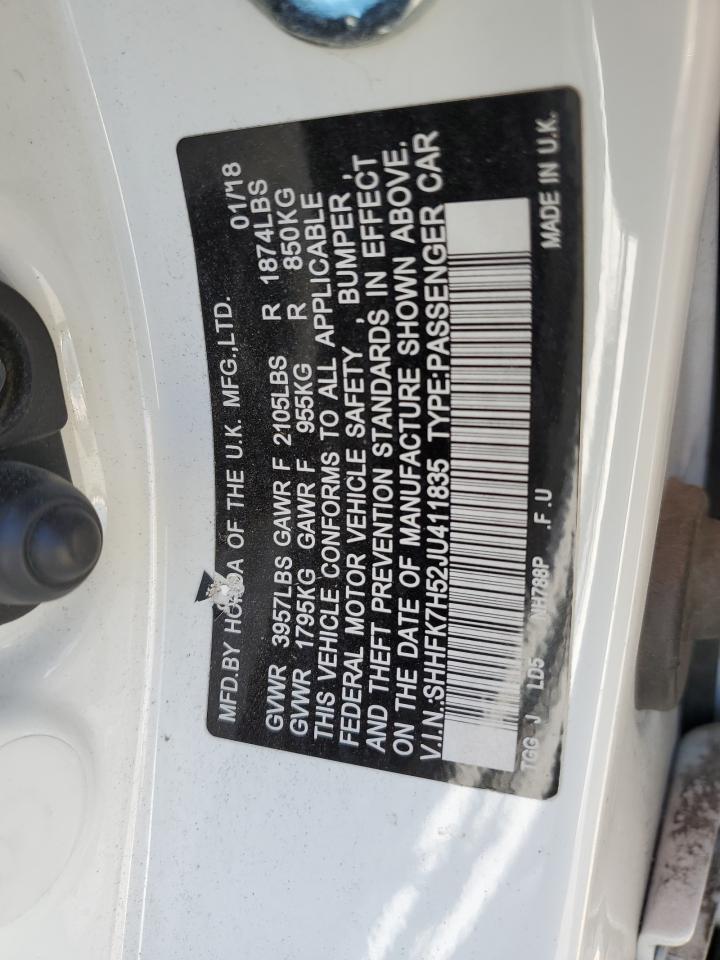 MFD.BY HONDA OF THE U.K. MFG.,LTD. 01/18
GVWR 3957LBS GAWR F 2105LBS R 1874LBS
GVWR 1795KG GAWR F 955KG R 850KG
THIS VEHICLE CONFORMS TO ALL APPLICABLE
FEDERAL MOTOR VEHICLE SAFETY , BUMPER ,
AND THEFT PREVENTION STANDARDS IN EFFECT
ON THE DATE OF MANUFACTURE SHOWN ABOVE.
V.I.N.:SHHFK7H52JU411835 TYPE:PASSENGER CAR
TGG J LD5 NH788P .F.U MADE IN U.K.